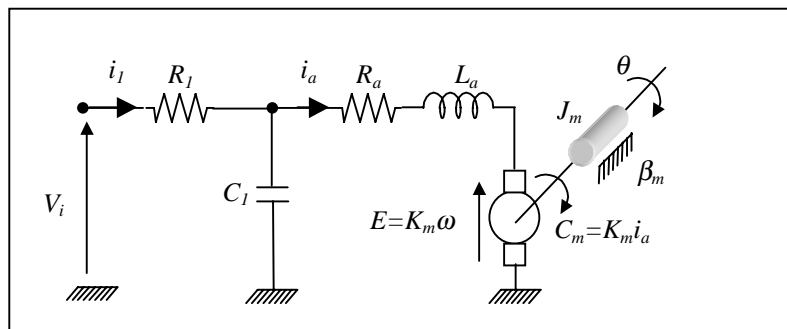 i₁ R₁ iₐ Rₐ Lₐ θ
Jₘ
βₘ
Vᵢ C₁ E=Kₘω Cₘ=Kₘiₐ